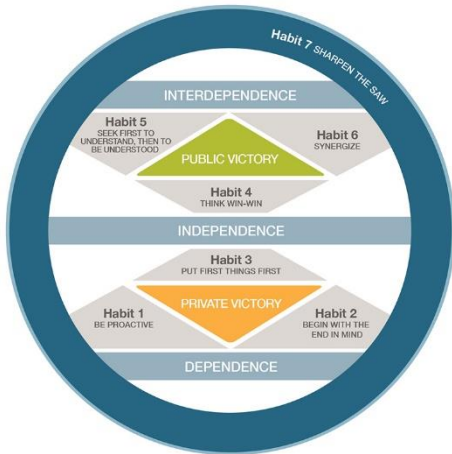 Habit 7 SHARPEN THE SAW
INTERDEPENDENCE
Habit 5
SEEK FIRST TO
UNDERSTAND, THEN TO
BE UNDERSTOOD
Habit 6
SYNERGIZE
PUBLIC VICTORY
Habit 4
THINK WIN-WIN
INDEPENDENCE
Habit 3
PUT FIRST THINGS FIRST
PRIVATE VICTORY
Habit 1
BE PROACTIVE
Habit 2
BEGIN WITH THE
END IN MIND
DEPENDENCE